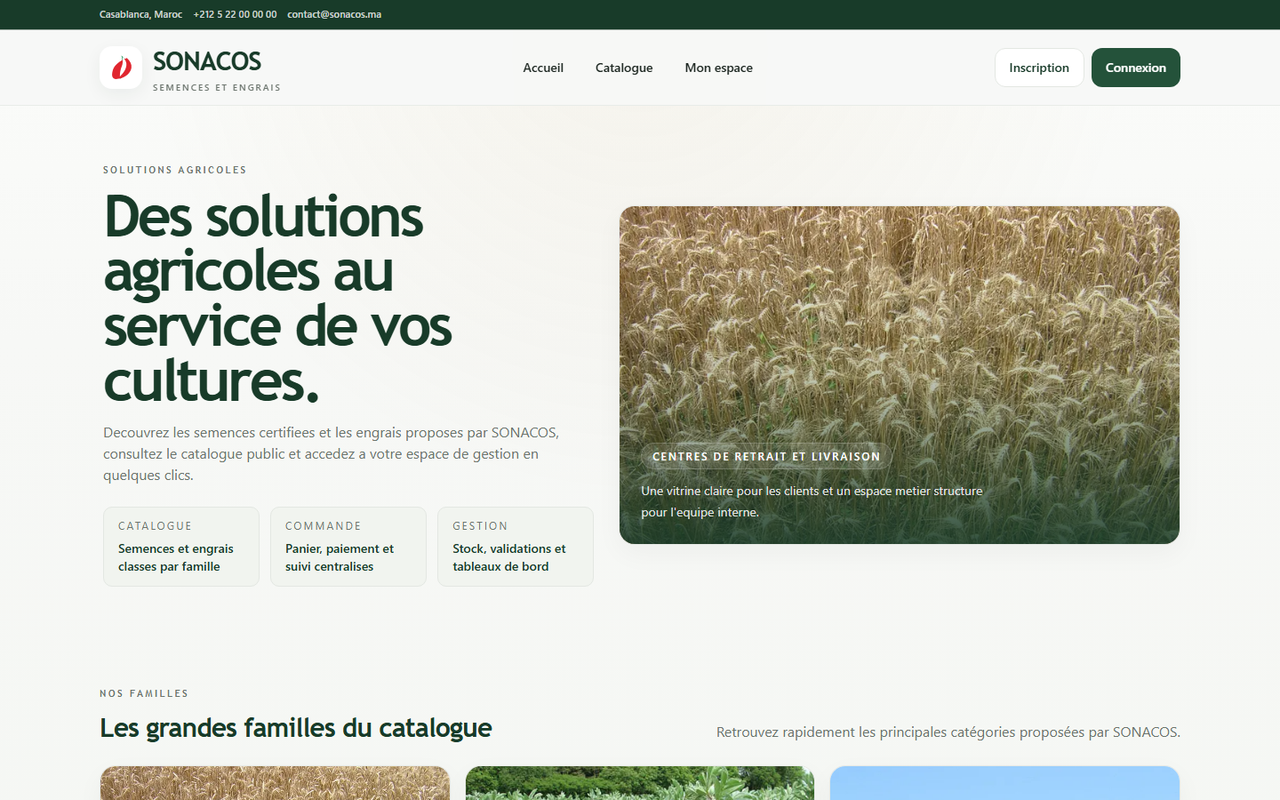 Casablanca, Maroc +212 5 22 00 00 00 contact@sonacos.ma
SONACOS
SEMENCES ET ENGRAIS
Accueil Catalogue Mon espace
Inscription Connexion
SOLUTIONS AGRICOLES
Des solutions
agricoles au
service de vos
cultures.
Decouvrez les semences certifiees et les engrais proposes par SONACOS,
consultez le catalogue public et accedez a votre espace de gestion en
quelques clics.
CATALOGUE
Semences et engrais
classes par famille
COMMANDE
Panier, paiement et
suivi centralises
GESTION
Stock, validations et
tableaux de bord
CENTRES DE RETRAIT ET LIVRAISON
Une vitrine claire pour les clients et un espace metier structure
pour l'equipe interne.
NOS FAMILLES
Les grandes familles du catalogue
Retrouvez rapidement les principales catégories proposées par SONACOS.